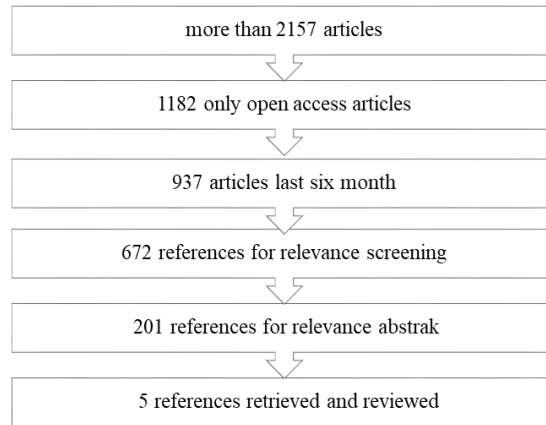 more than 2157 articles
1182 only open access articles
937 articles last six month
672 references for relevance screening
201 references for relevance abstrak
5 references retrieved and reviewed